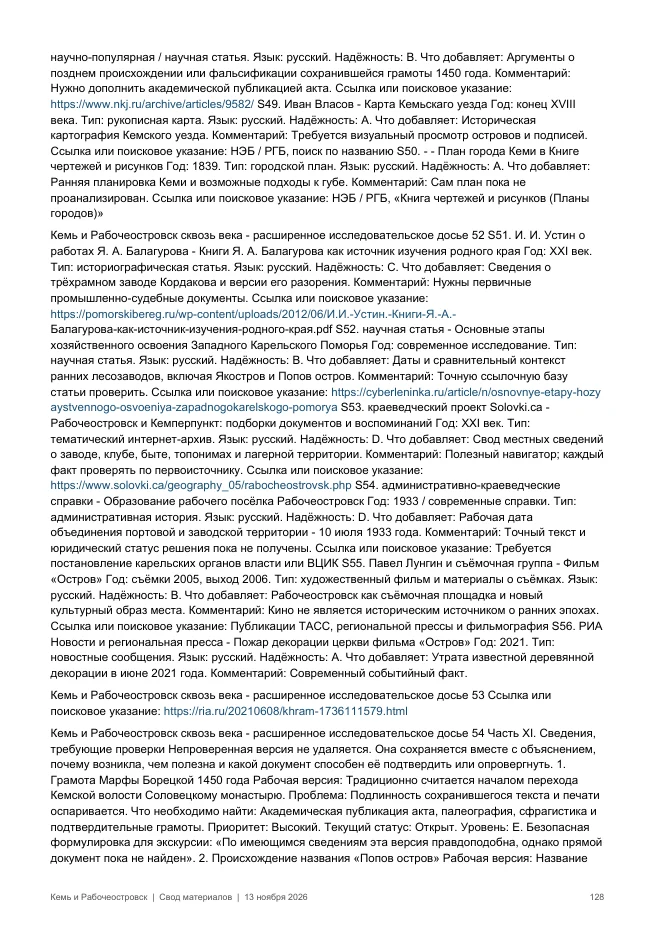 научно-популярная / научная статья. Язык: русский. Надёжность: B. Что добавляет: Аргументы о
позднем происхождении или фальсификации сохранившейся грамоты 1450 года. Комментарий:
Нужно дополнить академической публикацией акта. Ссылка или поисковое указание:
https://www.nkj.ru/archive/articles/9582/ S49. Иван Власов - Карта Кемьскаго уезда Год: конец XVIII
века. Тип: рукописная карта. Язык: русский. Надёжность: A. Что добавляет: Историческая
картография Кемского уезда. Комментарий: Требуется визуальный просмотр островов и подписей.
Ссылка или поисковое указание: НЭБ / РГБ, поиск по названию S50. - - План города Кеми в Книге
чертежей и рисунков Год: 1839. Тип: городской план. Язык: русский. Надёжность: A. Что добавляет:
Ранняя планировка Кеми и возможные подходы к губе. Комментарий: Сам план пока не
проанализирован. Ссылка или поисковое указание: НЭБ / РГБ, «Книга чертежей и рисунков (Планы
городов)»
Кемь и Рабочеостровск сквозь века - расширенное исследовательское досье 52 S51. И. И. Устин о
работах Я. А. Балагурова - Книги Я. А. Балагурова как источник изучения родного края Год: XXI век.
Тип: историографическая статья. Язык: русский. Надёжность: C. Что добавляет: Сведения о
трёхрамном заводе Кордакова и версии его разорения. Комментарий: Нужны первичные
промышленно-судебные документы. Ссылка или поисковое указание:
https://pomorskibereg.ru/wp-content/uploads/2012/06/И.И.-Устин.-Книги-Я.-А.-
Балагурова-как-источник-изучения-родного-края.pdf S52. научная статья - Основные этапы
хозяйственного освоения Западного Карельского Поморья Год: современное исследование. Тип:
научная статья. Язык: русский. Надёжность: B. Что добавляет: Даты и сравнительный контекст
ранних лесозаводов, включая Якостров и Попов остров. Комментарий: Точную ссылочную базу
статьи проверить. Ссылка или поисковое указание: https://cyberleninka.ru/article/n/osnovnye-etapy-hozy
aystvennogo-osvoeniya-zapadnogokarelskogo-pomorya S53. краеведческий проект Solovki.ca -
Рабочеостровск и Кемперпункт: подборки документов и воспоминаний Год: XXI век. Тип:
тематический интернет-архив. Язык: русский. Надёжность: D. Что добавляет: Свод местных сведений
о заводе, клубе, быте, топонимах и лагерной территории. Комментарий: Полезный навигатор; каждый
факт проверять по первоисточнику. Ссылка или поисковое указание:
https://www.solovki.ca/geography_05/rabocheostrovsk.php S54. административно-краеведческие
справки - Образование рабочего посёлка Рабочеостровск Год: 1933 / современные справки. Тип:
административная история. Язык: русский. Надёжность: D. Что добавляет: Рабочая дата
объединения портовой и заводской территории - 10 июля 1933 года. Комментарий: Точный текст и
юридический статус решения пока не получены. Ссылка или поисковое указание: Требуется
постановление карельских органов власти или ВЦИК S55. Павел Лунгин и съёмочная группа - Фильм
«Остров» Год: съёмки 2005, выход 2006. Тип: художественный фильм и материалы о съёмках. Язык:
русский. Надёжность: B. Что добавляет: Рабочеостровск как съёмочная площадка и новый
культурный образ места. Комментарий: Кино не является историческим источником о ранних эпохах.
Ссылка или поисковое указание: Публикации ТАСС, региональной прессы и фильмография S56. РИА
Новости и региональная пресса - Пожар декорации церкви фильма «Остров» Год: 2021. Тип:
новостные сообщения. Язык: русский. Надёжность: A. Что добавляет: Утрата известной деревянной
декорации в июне 2021 года. Комментарий: Современный событийный факт.
Кемь и Рабочеостровск сквозь века - расширенное исследовательское досье 53 Ссылка или
поисковое указание: https://ria.ru/20210608/khram-1736111579.html
Кемь и Рабочеостровск сквозь века - расширенное исследовательское досье 54 Часть XI. Сведения,
требующие проверки Непроверенная версия не удаляется. Она сохраняется вместе с объяснением,
почему возникла, чем полезна и какой документ способен её подтвердить или опровергнуть. 1.
Грамота Марфы Борецкой 1450 года Рабочая версия: Традиционно считается началом перехода
Кемской волости Соловецкому монастырю. Проблема: Подлинность сохранившегося текста и печати
оспаривается. Что необходимо найти: Академическая публикация акта, палеография, сфрагистика и
подтвердительные грамоты. Приоритет: Высокий. Текущий статус: Открыт. Уровень: E. Безопасная
формулировка для экскурсии: «По имеющимся сведениям эта версия правдоподобна, однако прямой
документ пока не найден». 2. Происхождение названия «Попов остров» Рабочая версия: Название
Кемь и Рабочеостровск | Свод материалов | 13 ноября 2026
128